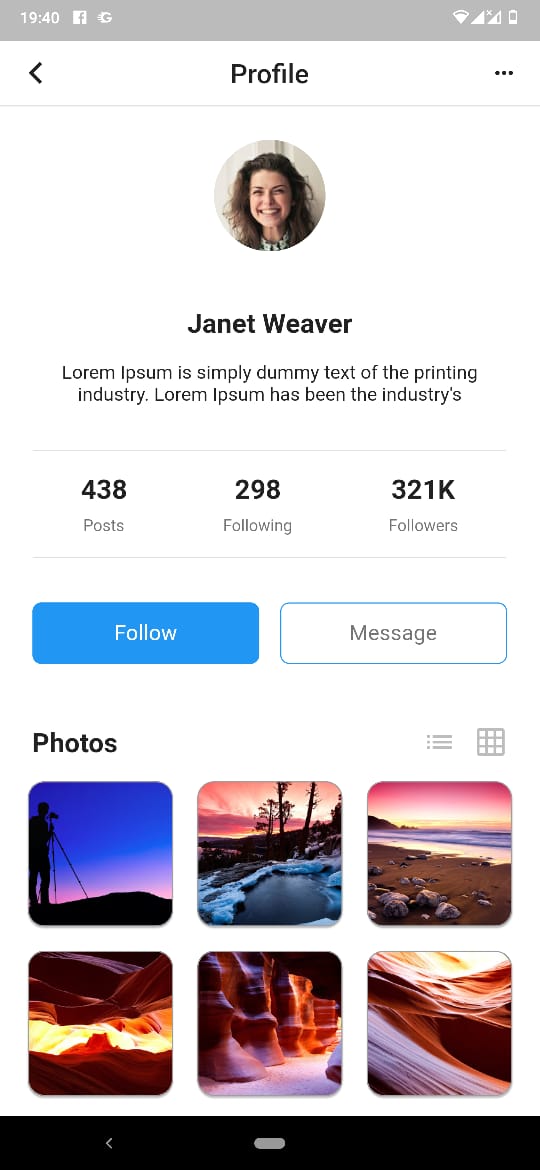 19:40
Profile
Janet Weaver
Lorem Ipsum is simply dummy text of the printing
industry. Lorem Ipsum has been the industry's
438 298 321K
Posts Following Followers
Follow Message
Photos